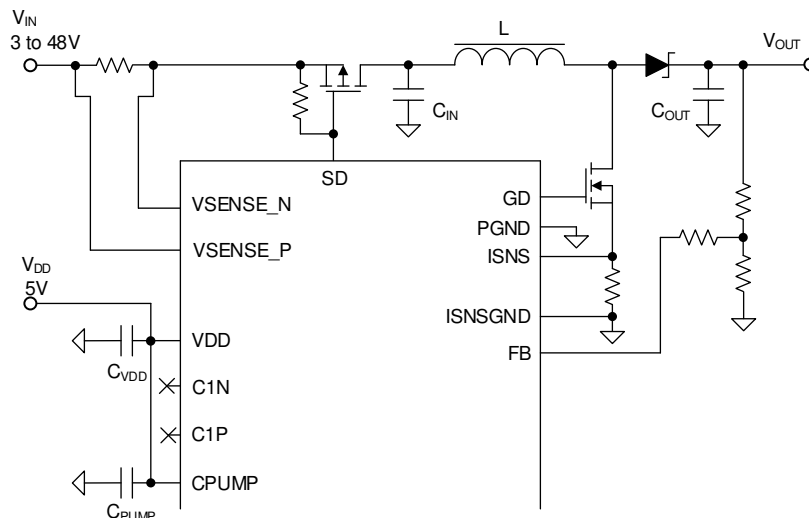 VIN
3 to 48V
L
VOUT
CIN
COUT
SD
GD
VSENSE_N
PGND
VSENSE_P
ISNS
VDD
5V
ISNSGND
VDD
FB
CVDD
C1N
C1P
CPUMP
CPUMP